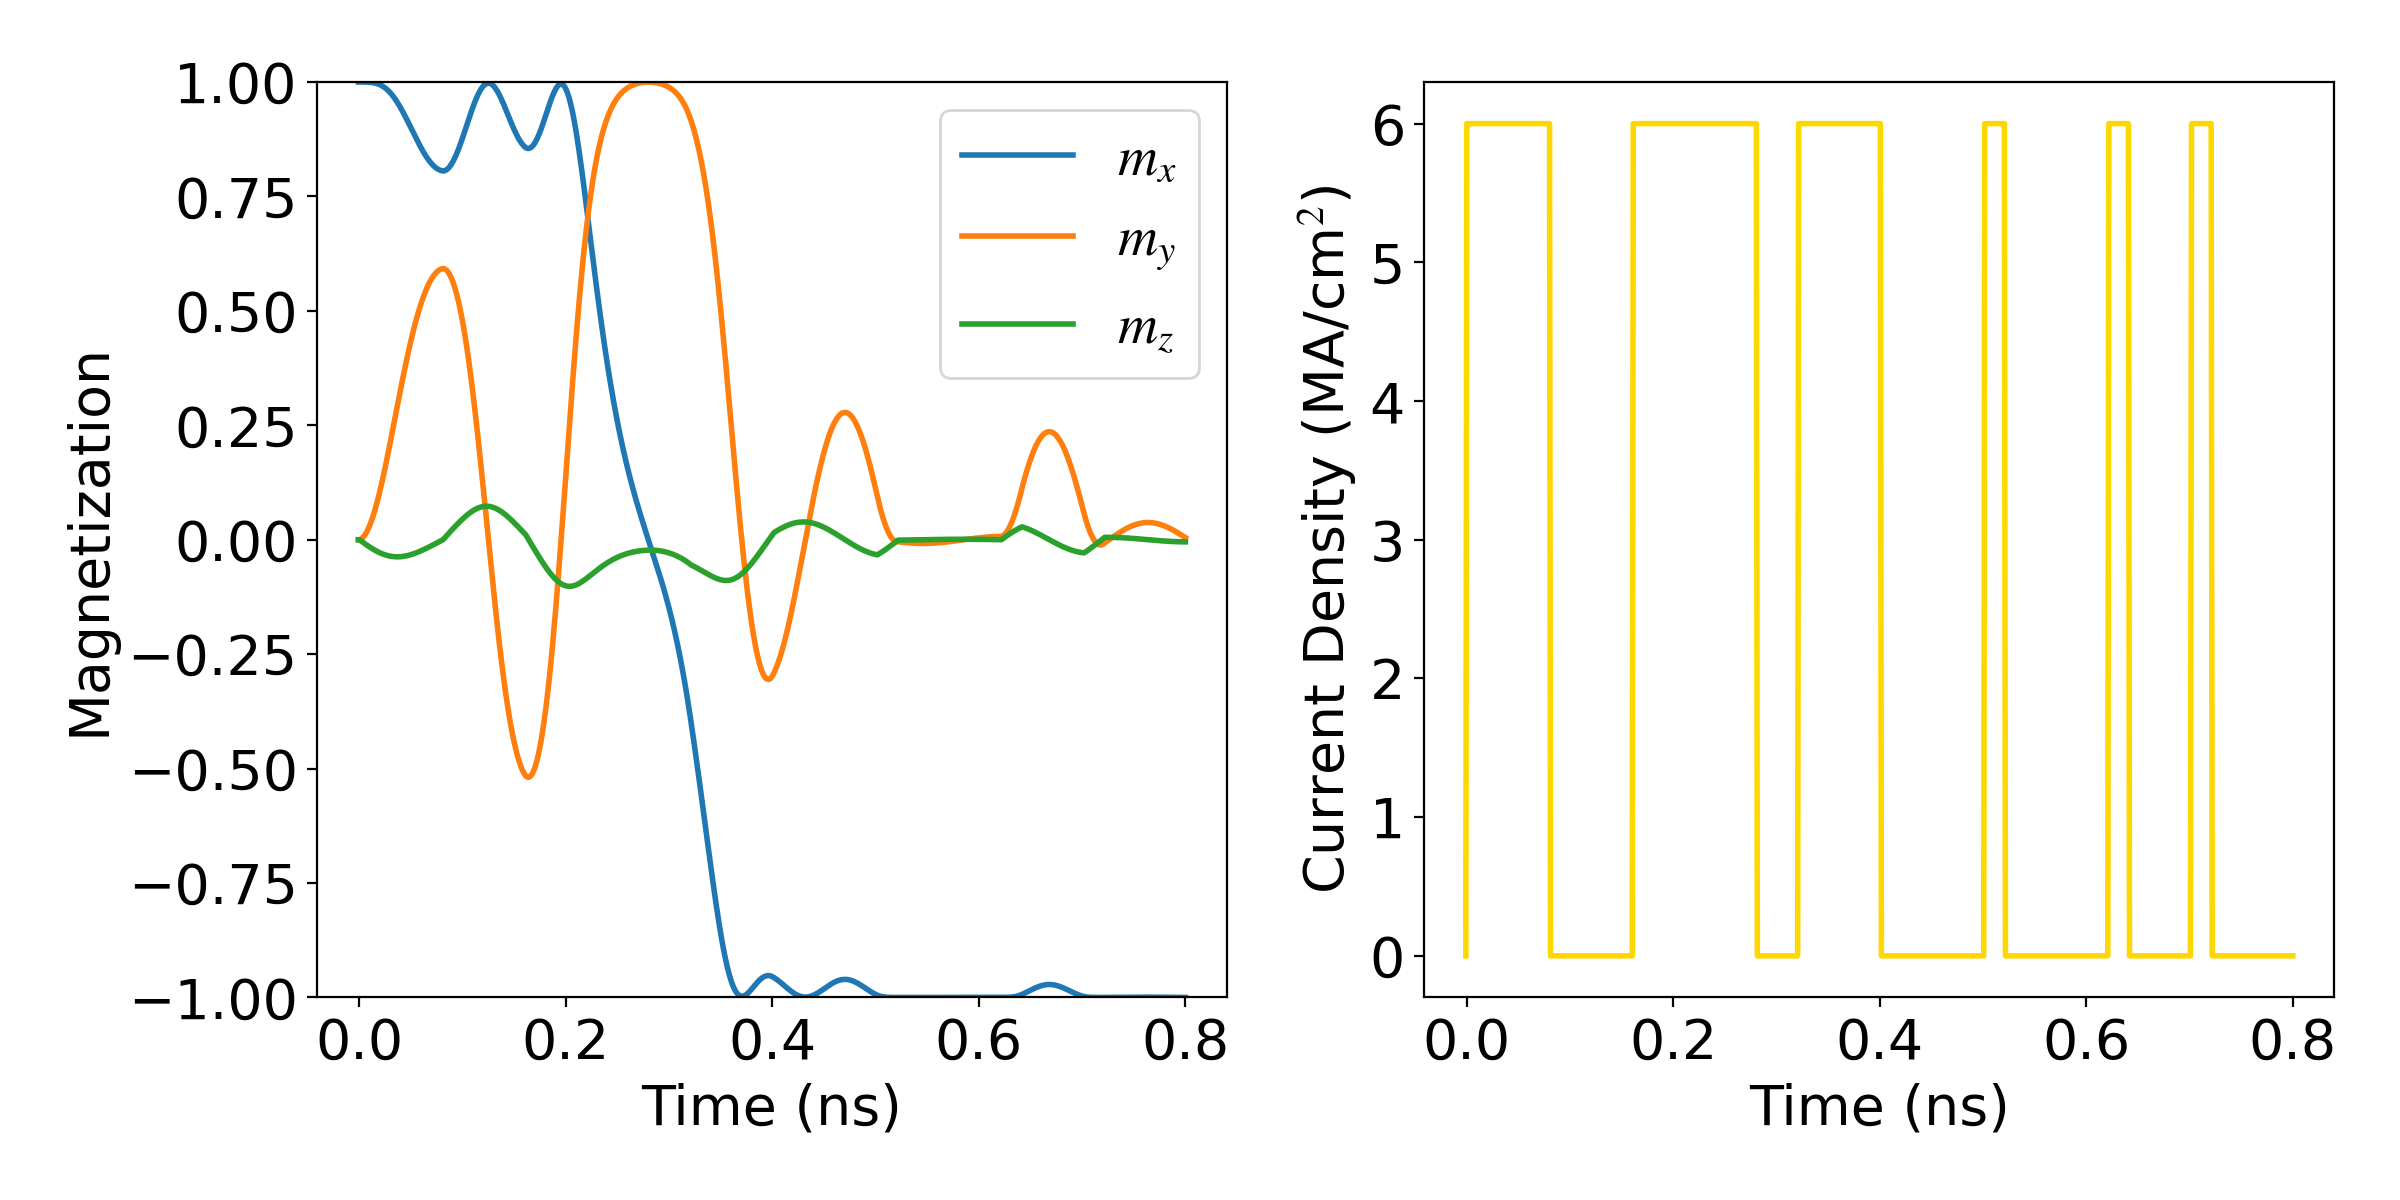 Magnetization
1.00
0.75
0.50
0.25
0.00
−0.25
−0.50
−0.75
−1.00
0.0 0.2 0.4 0.6 0.8
Time (ns)
m_x
m_y
m_z
Current Density (MA/cm²)
6
5
4
3
2
1
0
0.0 0.2 0.4 0.6 0.8
Time (ns)